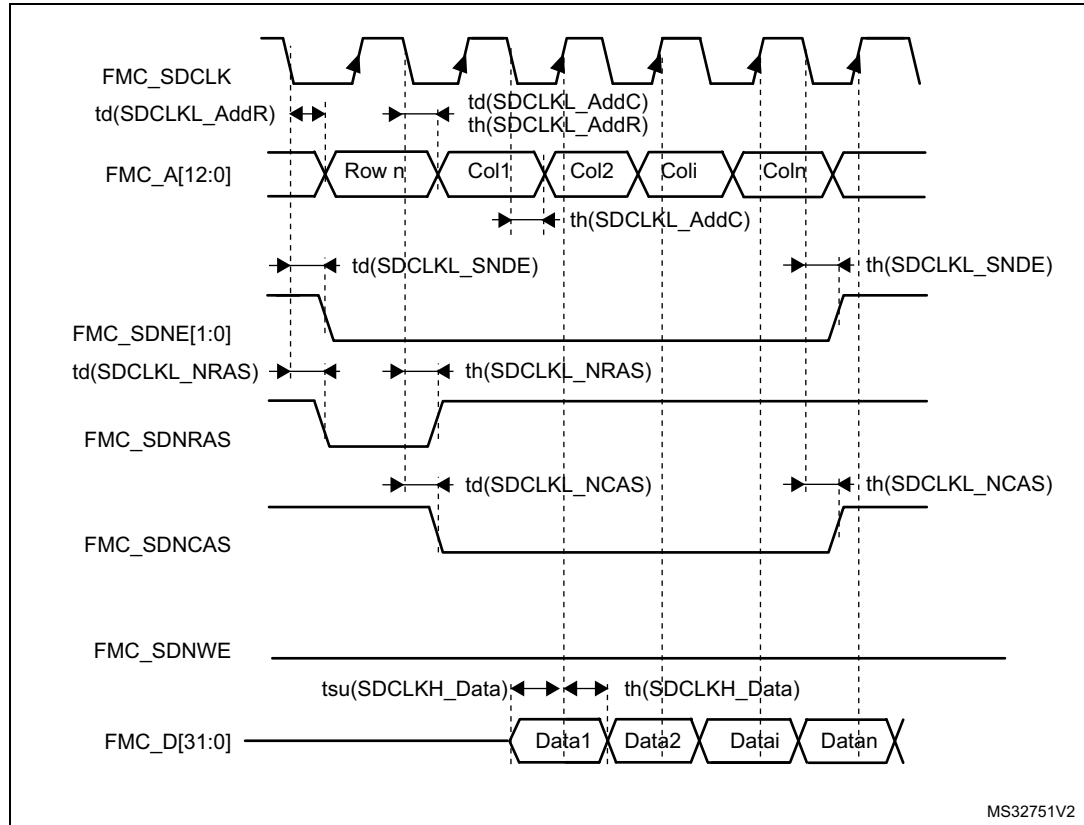 FMC_SDCLK
td(SDCLKL_AddR)
td(SDCLKL_AddC)
th(SDCLKL_AddR)
FMC_A[12:0]
Row n
Col1
Col2
Coli
Coln
th(SDCLKL_AddC)
td(SDCLKL_SNDE)
th(SDCLKL_SNDE)
FMC_SDNE[1:0]
td(SDCLKL_NRAS)
th(SDCLKL_NRAS)
FMC_SDNRAS
td(SDCLKL_NCAS)
th(SDCLKL_NCAS)
FMC_SDNCAS
FMC_SDNWE
tsu(SDCLKH_Data)
th(SDCLKH_Data)
FMC_D[31:0]
Data1
Data2
Datai
Datan
MS32751V2